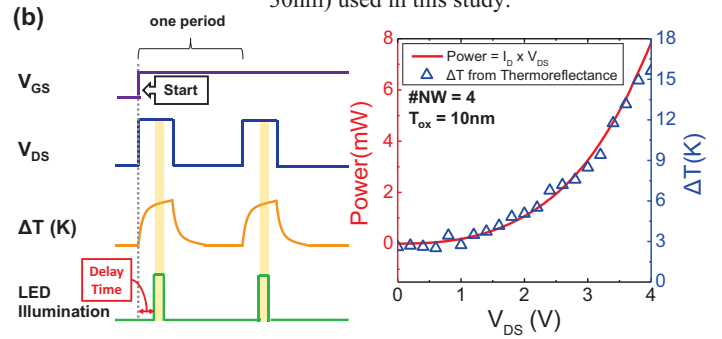 50nm) used in this study.
(b)
one period
V_GS
Start
V_DS
ΔT (K)
Delay
Time
LED
Illumination
8
6
4
2
0
Power(mW)
Power = I_D x V_DS
ΔT from Thermoreflectance
#NW = 4
T_ox = 10nm
18
15
12
9
6
3
0
ΔT(K)
0 1 2 3 4
V_DS (V)